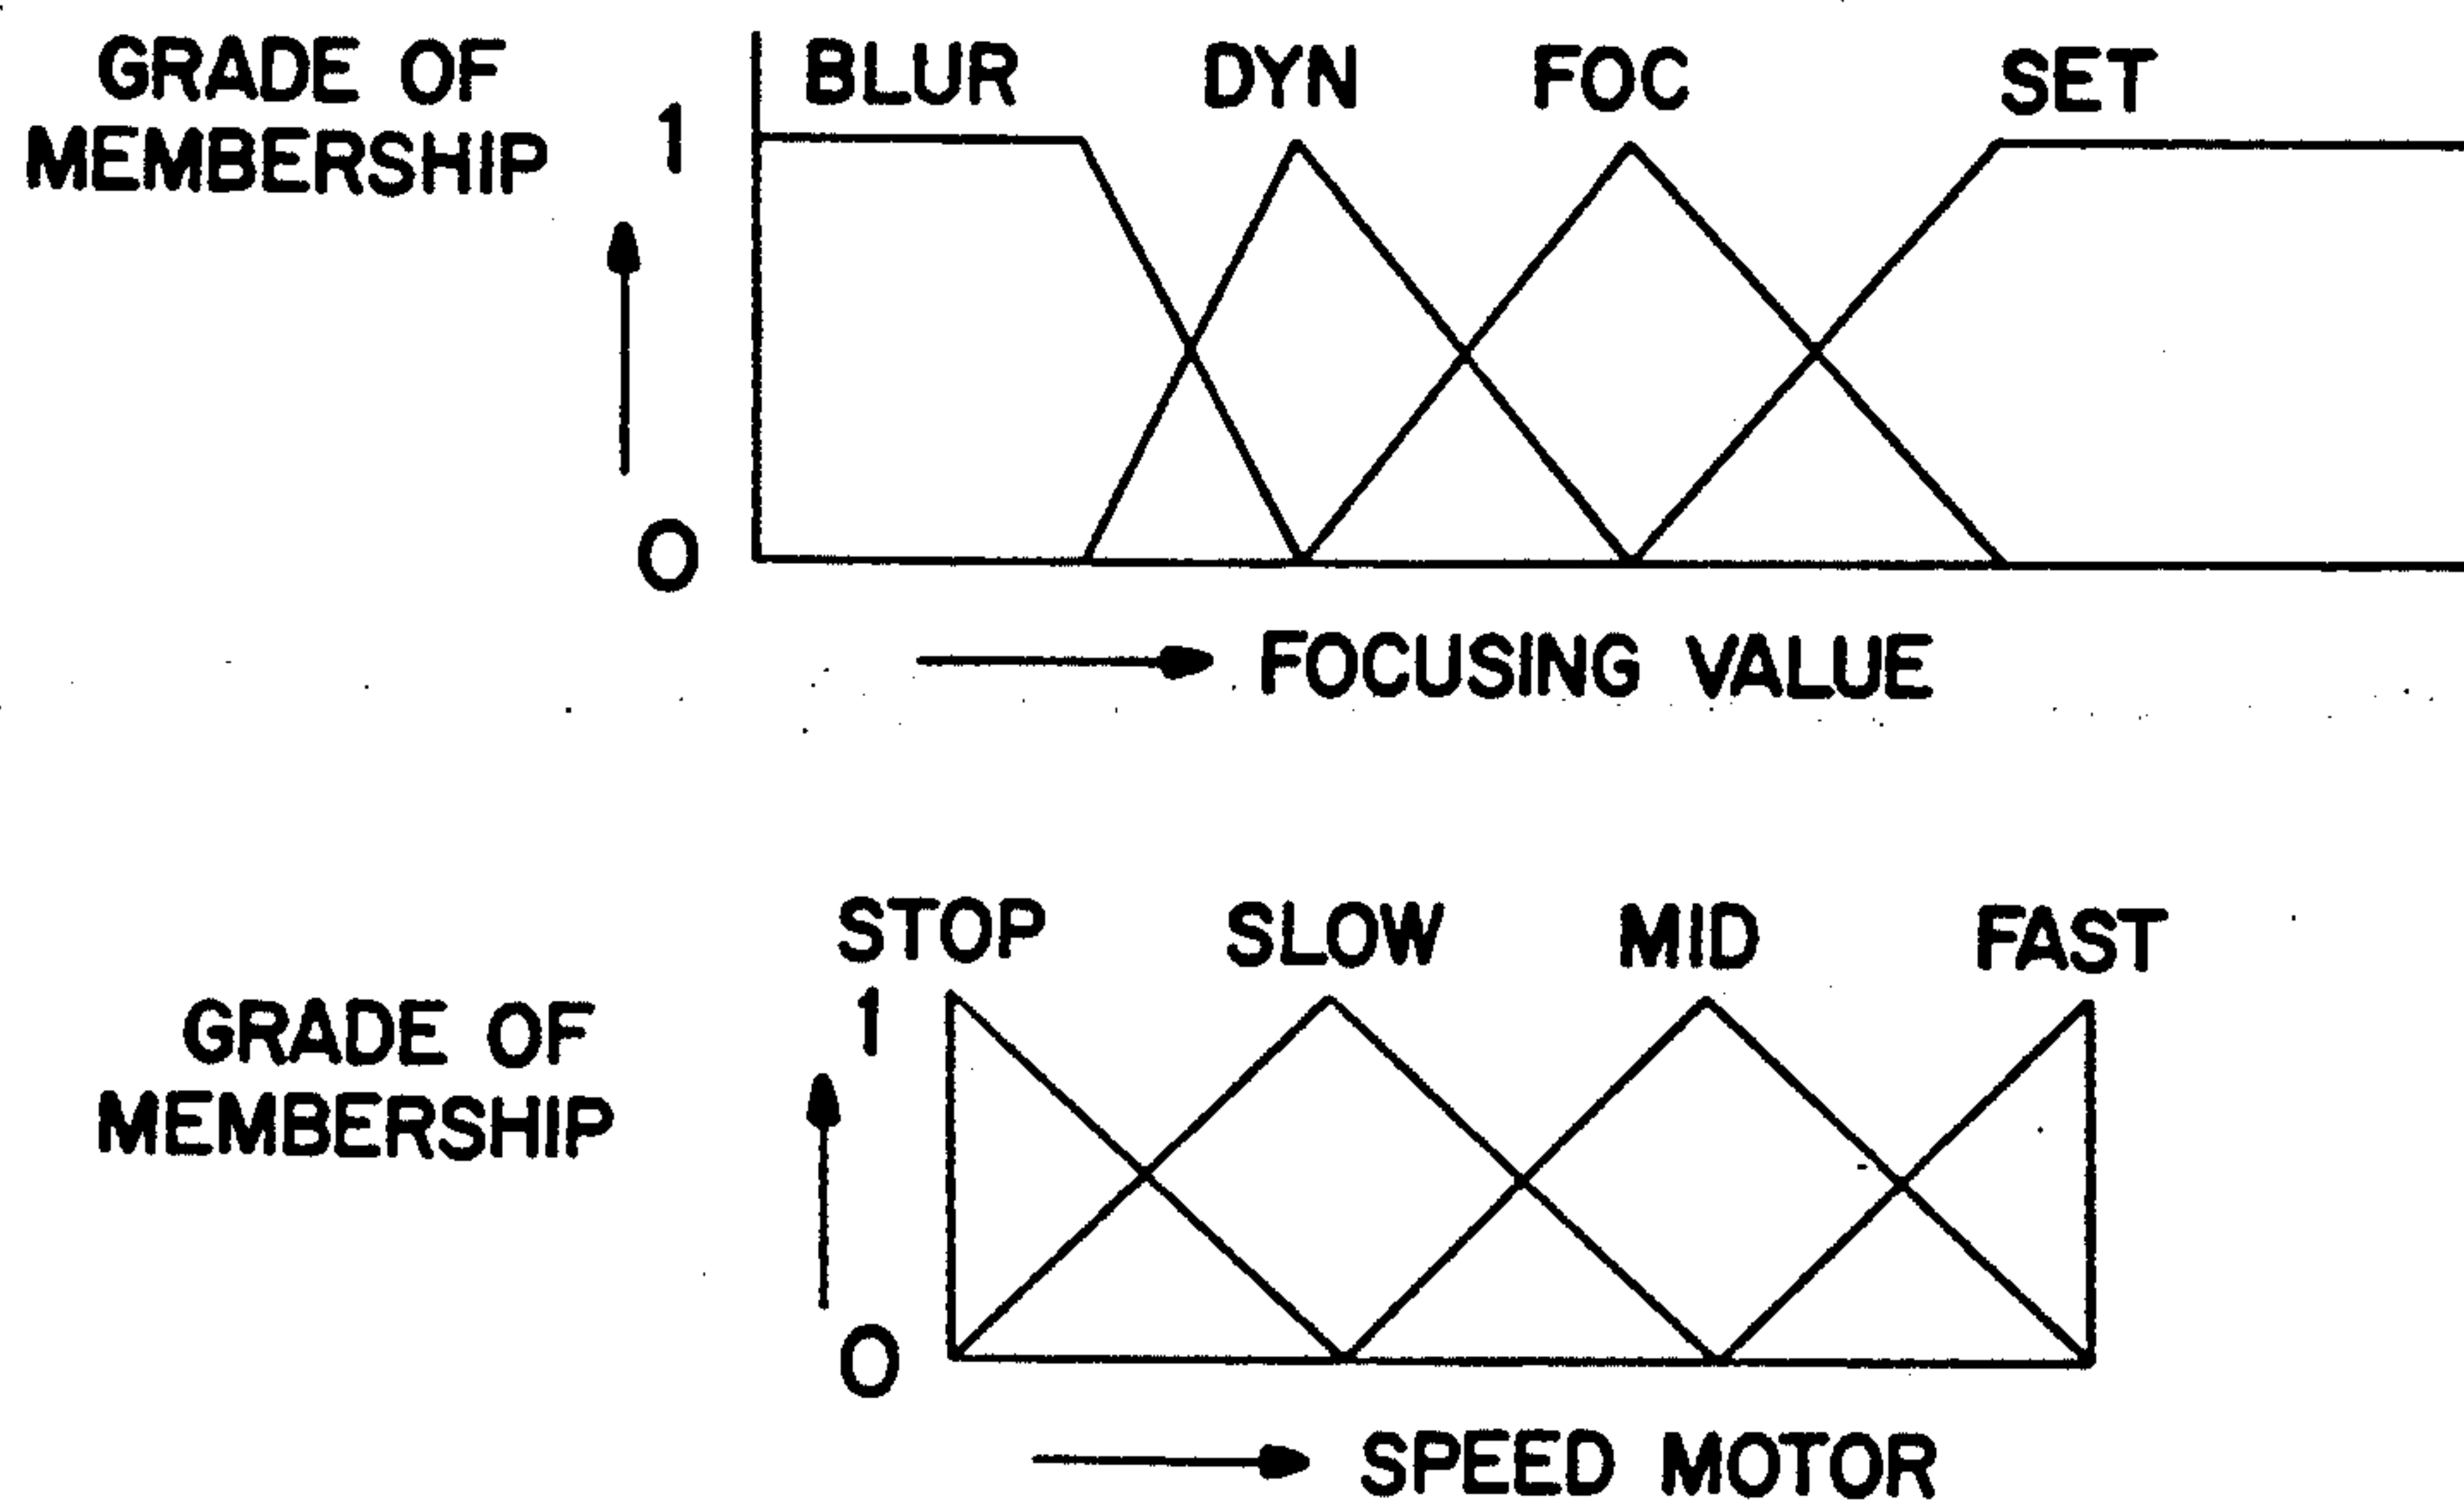 GRADE OF
MEMBERSHIP
1
BLUR DYN FOC SET
0
FOCUSING VALUE
STOP SLOW MID FAST
GRADE OF
MEMBERSHIP
1
0
SPEED MOTOR